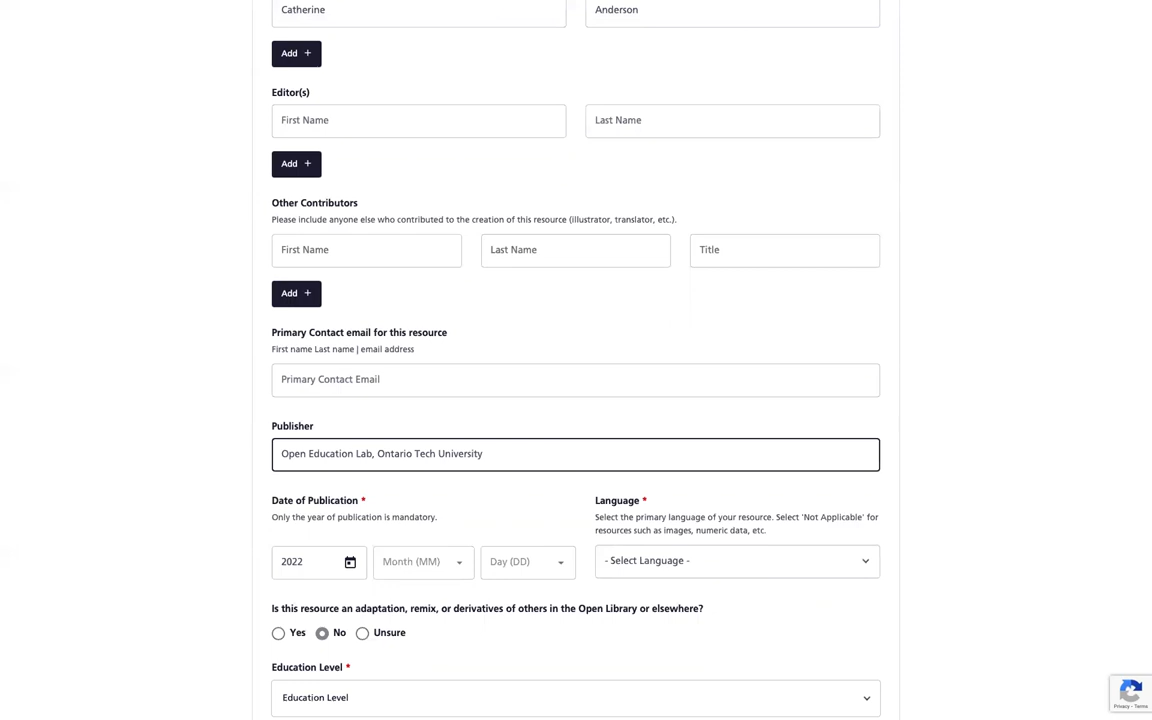 Catherine Anderson
Add +
Editor(s)
First Name Last Name
Add +
Other Contributors
Please include anyone else who contributed to the creation of this resource (illustrator, translator, etc.).
First Name Last Name Title
Add +
Primary Contact email for this resource
First name Last name | email address
Primary Contact Email
Publisher
Open Education Lab, Ontario Tech University
Date of Publication *
Only the year of publication is mandatory.
2022 Month (MM) Day (DD)
Language *
Select the primary language of your resource. Select 'Not Applicable' for
resources such as images, numeric data, etc.
- Select Language -
Is this resource an adaptation, remix, or derivatives of others in the Open Library or elsewhere?
Yes No Unsure
Education Level *
Education Level
Privacy - Terms